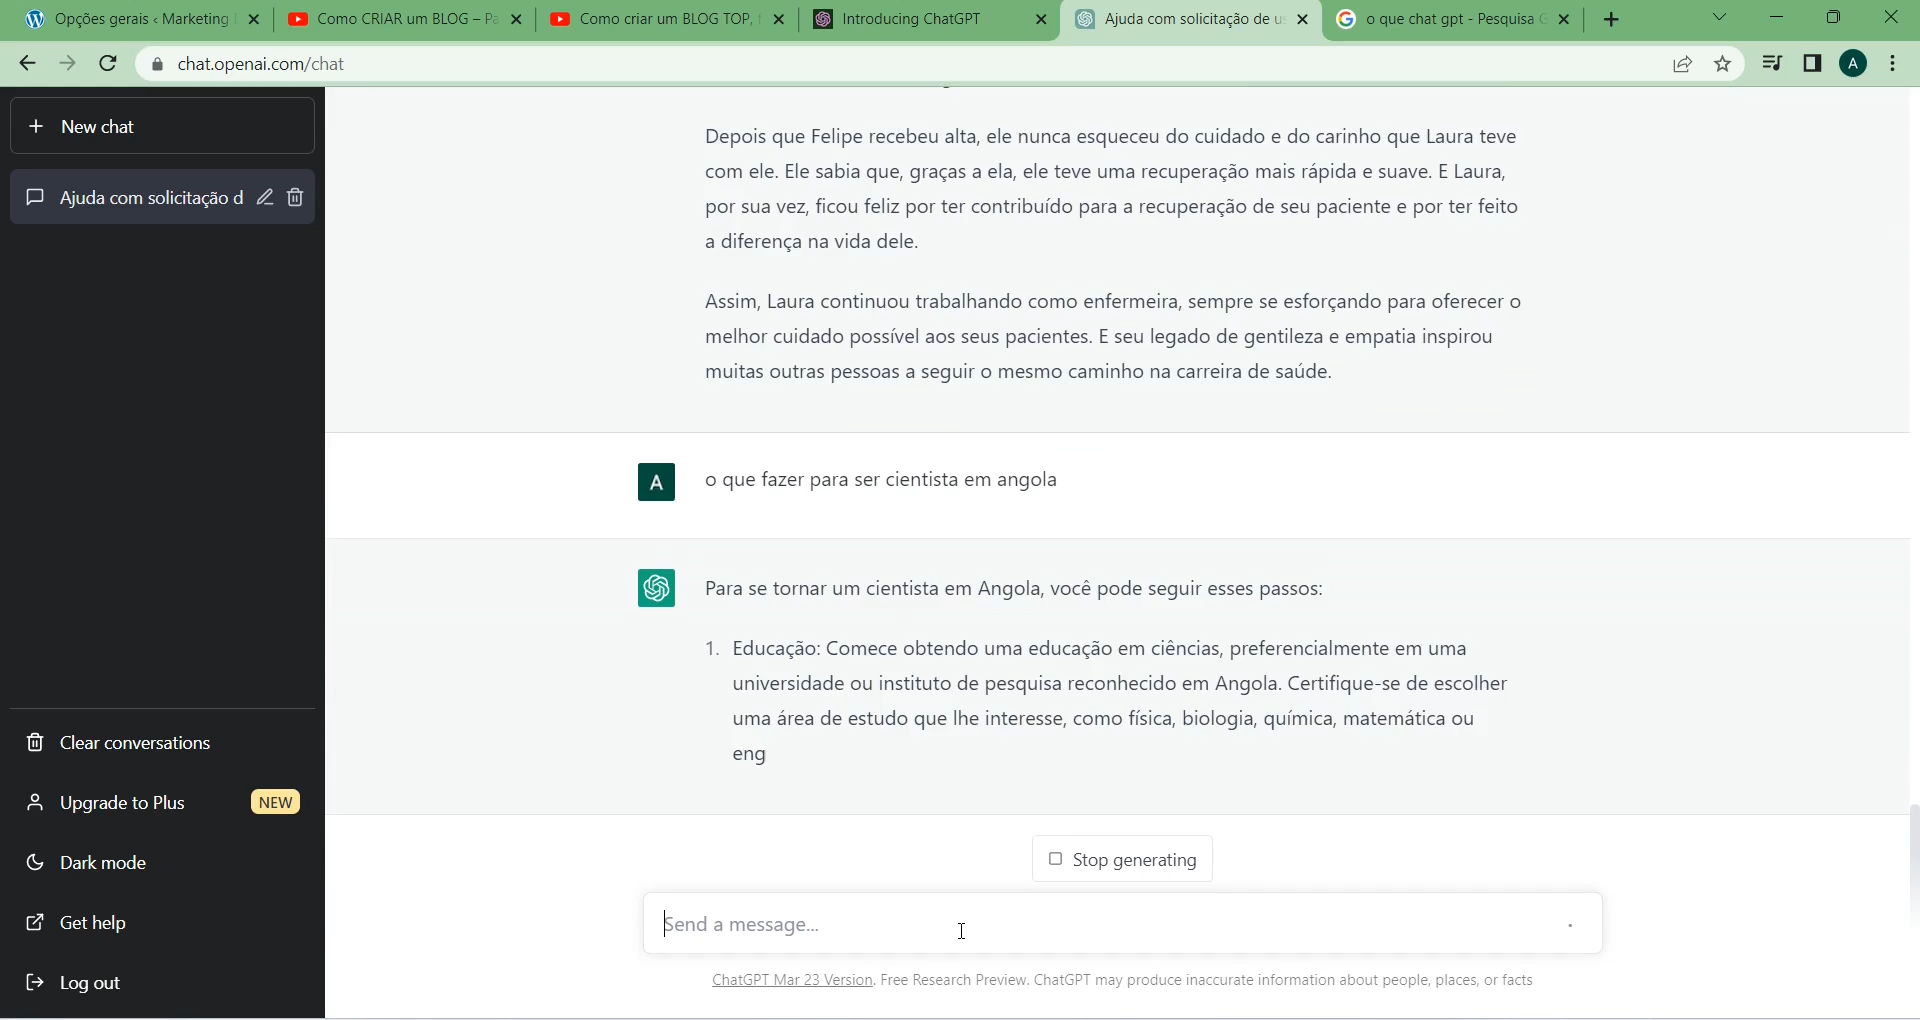 Opções gerais ‹ Marketing
Como CRIAR um BLOG – Pa
Como criar um BLOG TOP,
Introducing ChatGPT
Ajuda com solicitação de u
o que chat gpt - Pesquisa G
chat.openai.com/chat
A
New chat
Ajuda com solicitação d
Depois que Felipe recebeu alta, ele nunca esqueceu do cuidado e do carinho que Laura teve
com ele. Ele sabia que, graças a ela, ele teve uma recuperação mais rápida e suave. E Laura,
por sua vez, ficou feliz por ter contribuído para a recuperação de seu paciente e por ter feito
a diferença na vida dele.
Assim, Laura continuou trabalhando como enfermeira, sempre se esforçando para oferecer o
melhor cuidado possível aos seus pacientes. E seu legado de gentileza e empatia inspirou
muitas outras pessoas a seguir o mesmo caminho na carreira de saúde.
A
o que fazer para ser cientista em angola
Para se tornar um cientista em Angola, você pode seguir esses passos:
1. Educação: Comece obtendo uma educação em ciências, preferencialmente em uma
universidade ou instituto de pesquisa reconhecido em Angola. Certifique-se de escolher
uma área de estudo que lhe interesse, como física, biologia, química, matemática ou
eng
Clear conversations
Upgrade to Plus
NEW
Dark mode
Get help
Log out
Stop generating
Send a message...
ChatGPT Mar 23 Version. Free Research Preview. ChatGPT may produce inaccurate information about people, places, or facts